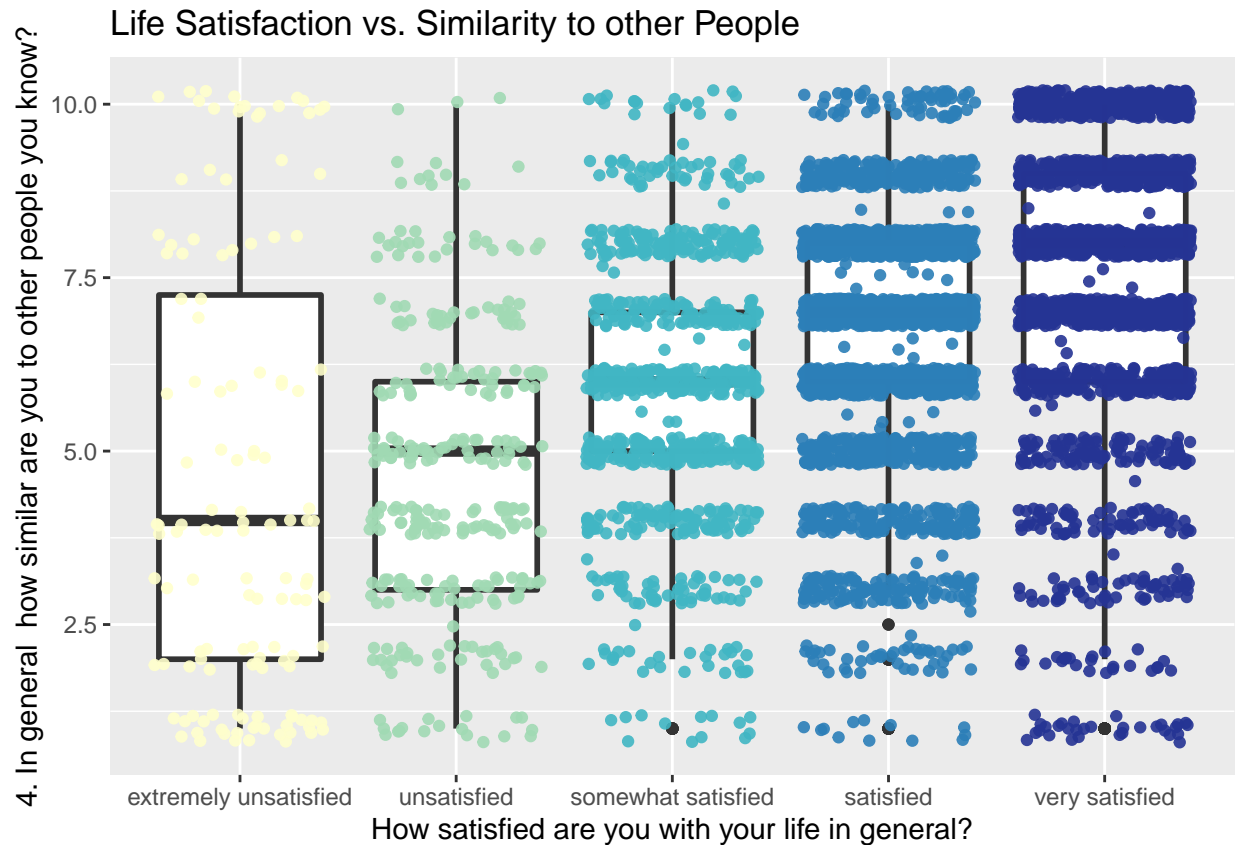 Life Satisfaction vs. Similarity to other People
4. In general  how similar are you to other people you know?
10.0
7.5
5.0
2.5
extremely unsatisfied
unsatisfied
somewhat satisfied
satisfied
very satisfied
How satisfied are you with your life in general?